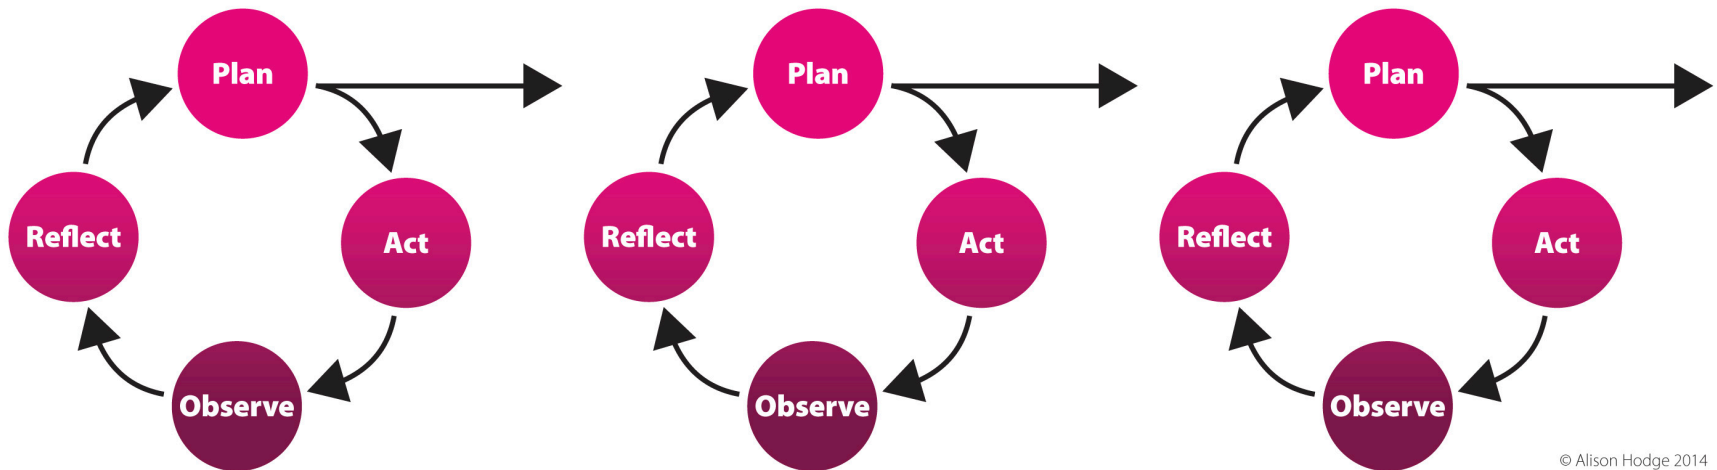 Plan
Act
Observe
Reflect
Plan
Act
Observe
Reflect
Plan
Act
Observe
Reflect
© Alison Hodge 2014